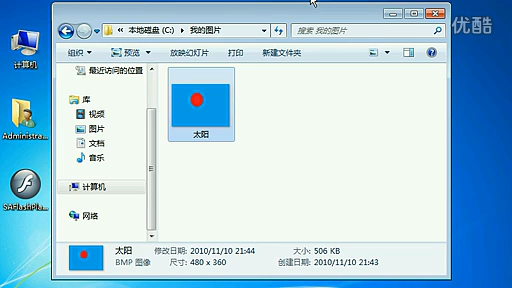 优酷
« 本地磁盘 (C:) ▸ 我的图片
搜索 我的图片
组织 预览 放映幻灯片 打印 新建文件夹
计算机
最近访问的位置
库
视频
图片
文档
音乐
计算机
网络
Administra...
SAFlashPla...
太阳
太阳 修改日期: 2010/11/10 21:44 大小: 506 KB
BMP 图像 尺寸: 480 x 360 创建日期: 2010/11/10 21:43